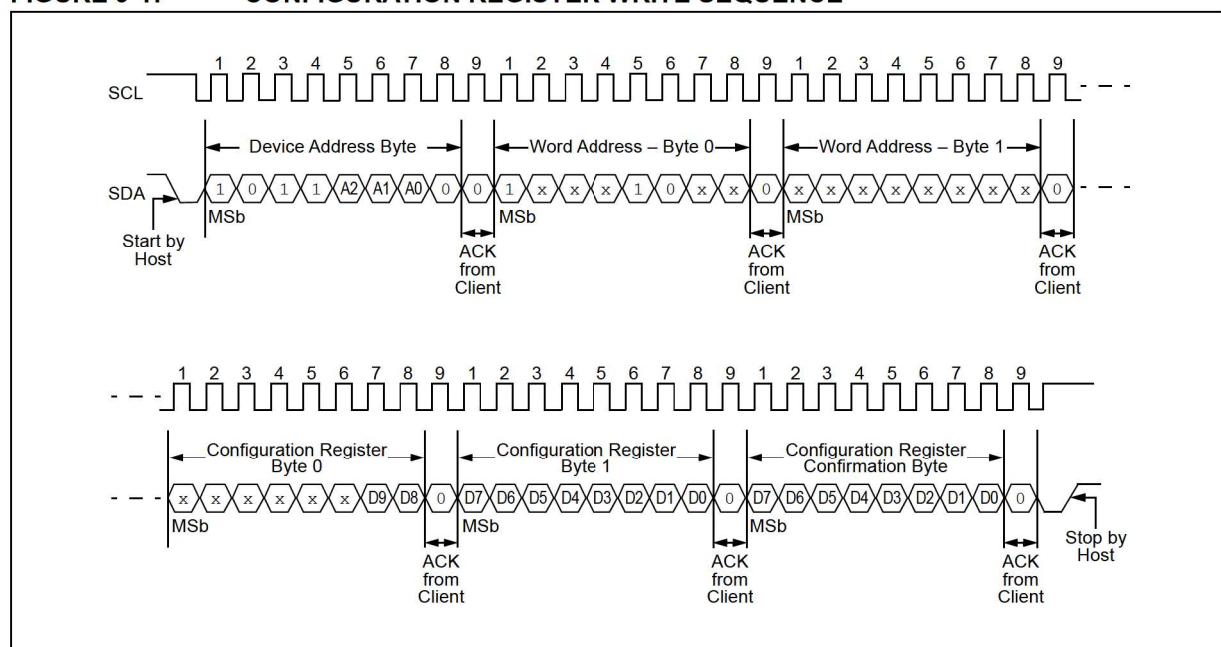 1 2 3 4 5 6 7 8 9 1 2 3 4 5 6 7 8 9 1 2 3 4 5 6 7 8 9
SCL
Device Address Byte Word Address – Byte 0 Word Address – Byte 1
SDA 1 0 1 1 A2 A1 A0 0 0 1 x x x 1 0 x x 0 x x x x x x x x 0
MSb MSb MSb
Start by
Host
ACK
from
Client
ACK
from
Client
ACK
from
Client
1 2 3 4 5 6 7 8 9 1 2 3 4 5 6 7 8 9 1 2 3 4 5 6 7 8 9
Configuration Register
Byte 0
Configuration Register
Byte 1
Configuration Register
Confirmation Byte
x x x x x x D9 D8 0 D7 D6 D5 D4 D3 D2 D1 D0 0 D7 D6 D5 D4 D3 D2 D1 D0 0
MSb MSb MSb
ACK
from
Client
ACK
from
Client
ACK
from
Client
Stop by
Host